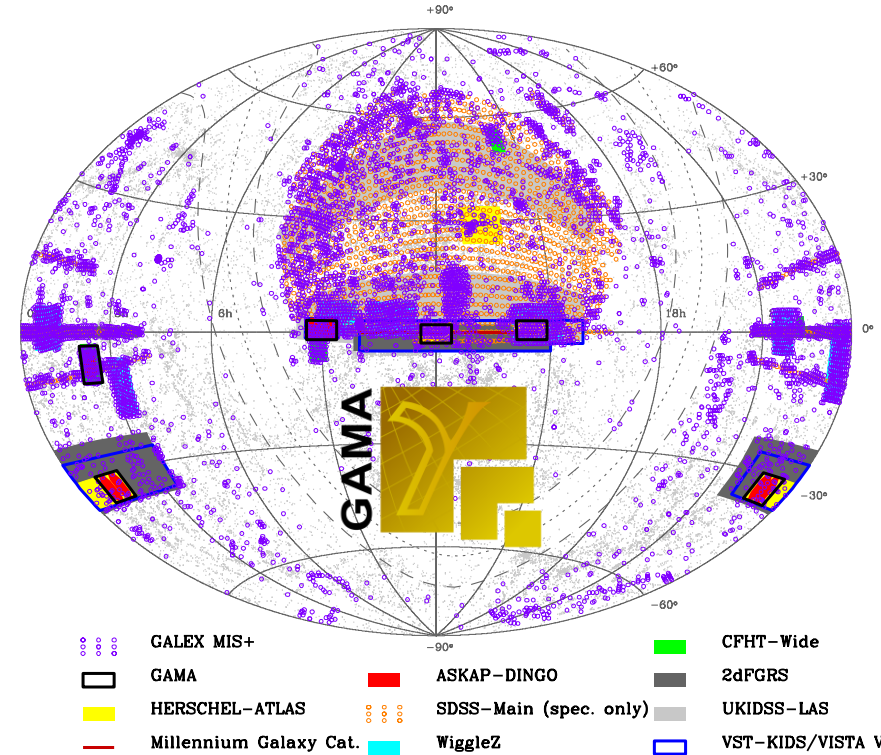 +90°
+60°
+30°
6h
18h
0°
GAMA
-30°
-60°
-90°
GALEX MIS+
CFHT-Wide
GAMA
ASKAP-DINGO
2dFGRS
HERSCHEL-ATLAS
SDSS-Main (spec. only)
UKIDSS-LAS
Millennium Galaxy Cat.
WiggleZ
VST-KIDS/VISTA V